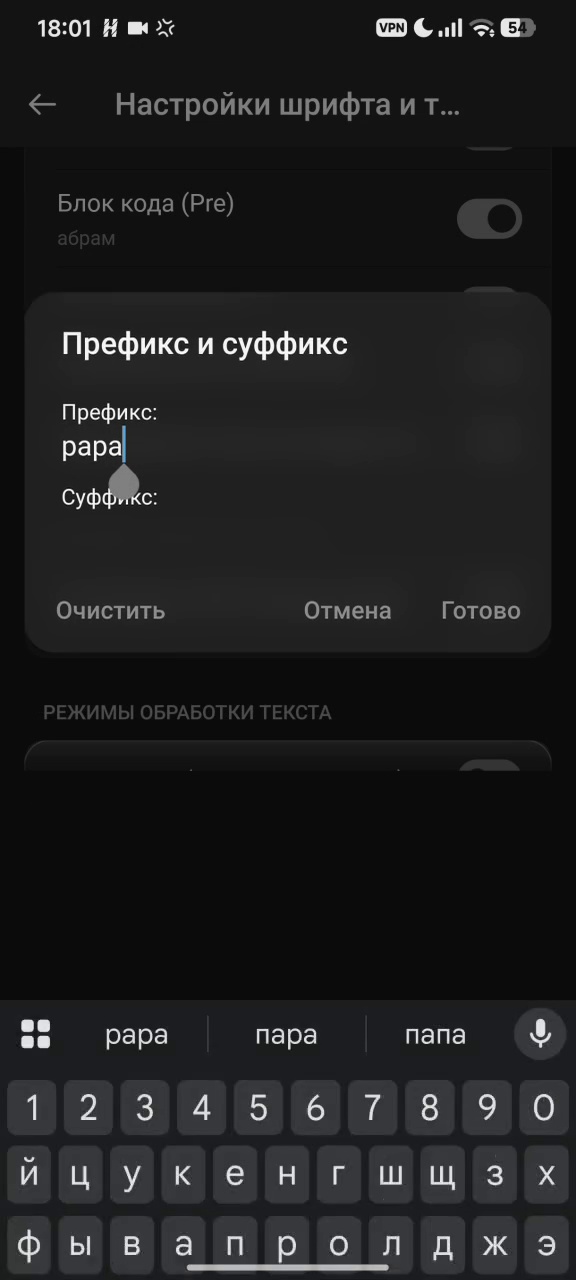 18:01 VPN 54
Настройки шрифта и т...
Блок кода (Pre)
абрам
Префикс и суффикс
Префикс:
рара
Суффикс:
Очистить Отмена Готово
РЕЖИМЫ ОБРАБОТКИ ТЕКСТА
рара пара папа
1 2 3 4 5 6 7 8 9 0
й ц у к е н г ш щ з х
ф ы в а п р о л д ж э